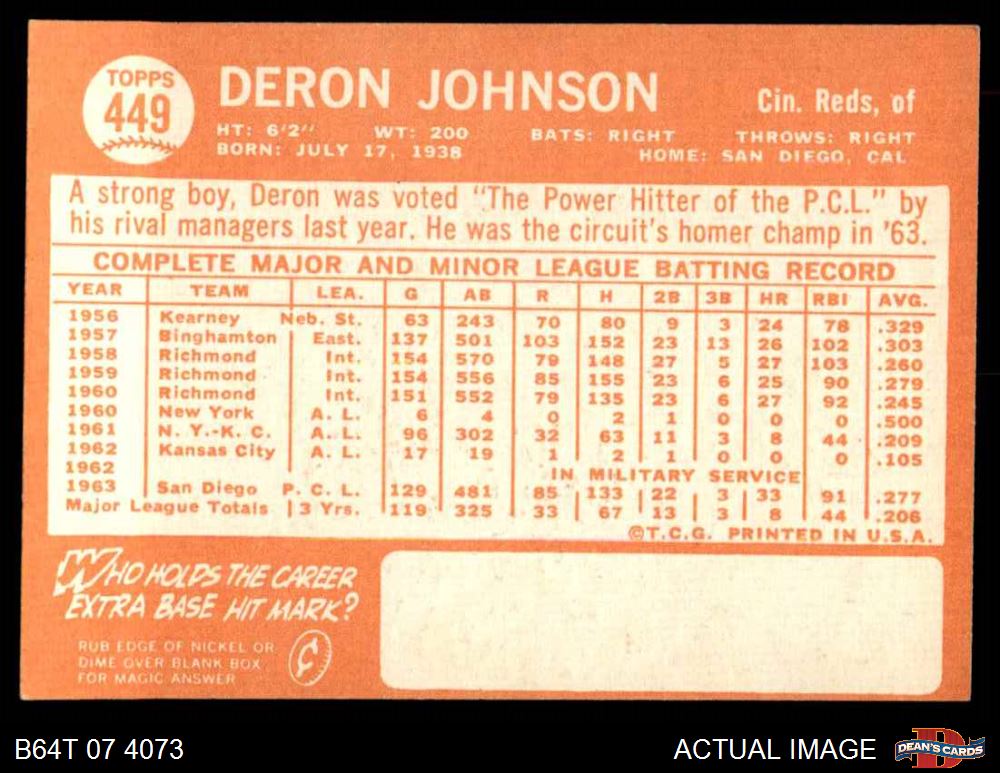 TOPPS
449
DERON JOHNSON
Cin. Reds, of
HT: 6'2" WT: 200 BATS: RIGHT THROWS: RIGHT
BORN: JULY 17, 1938 HOME: SAN DIEGO, CAL
A strong boy, Deron was voted "The Power Hitter of the P.C.L." by
his rival managers last year. He was the circuit's homer champ in '63.
COMPLETE MAJOR AND MINOR LEAGUE BATTING RECORD
YEAR TEAM LEA. G AB R H 2B 3B HR RBI AVG.
1956 Kearney Neb. St. 63 243 70 80 9 3 24 78 .329
1957 Binghamton East. 137 501 103 152 23 13 26 102 .303
1958 Richmond Int. 154 570 79 148 27 5 27 103 .260
1959 Richmond Int. 154 556 85 155 23 6 25 90 .279
1960 Richmond Int. 151 552 79 135 23 6 27 92 .245
1960 New York A. L. 6 4 0 2 1 0 0 0 .500
1961 N. Y.-K. C. A. L. 96 302 32 63 11 3 8 44 .209
1962 Kansas City A. L. 17 19 1 2 1 0 0 0 .105
1962 IN MILITARY SERVICE
1963 San Diego P. C. L. 129 481 85 133 22 3 33 91 .277
Major League Totals 3 Yrs. 119 325 33 67 13 3 8 44 .206
©T.C.G. PRINTED IN U.S.A.
WHO HOLDS THE CAREER
EXTRA BASE HIT MARK?
RUB EDGE OF NICKEL OR
DIME OVER BLANK BOX
FOR MAGIC ANSWER
¢
B64T 07 4073
ACTUAL IMAGE
D
DEAN'S CARDS